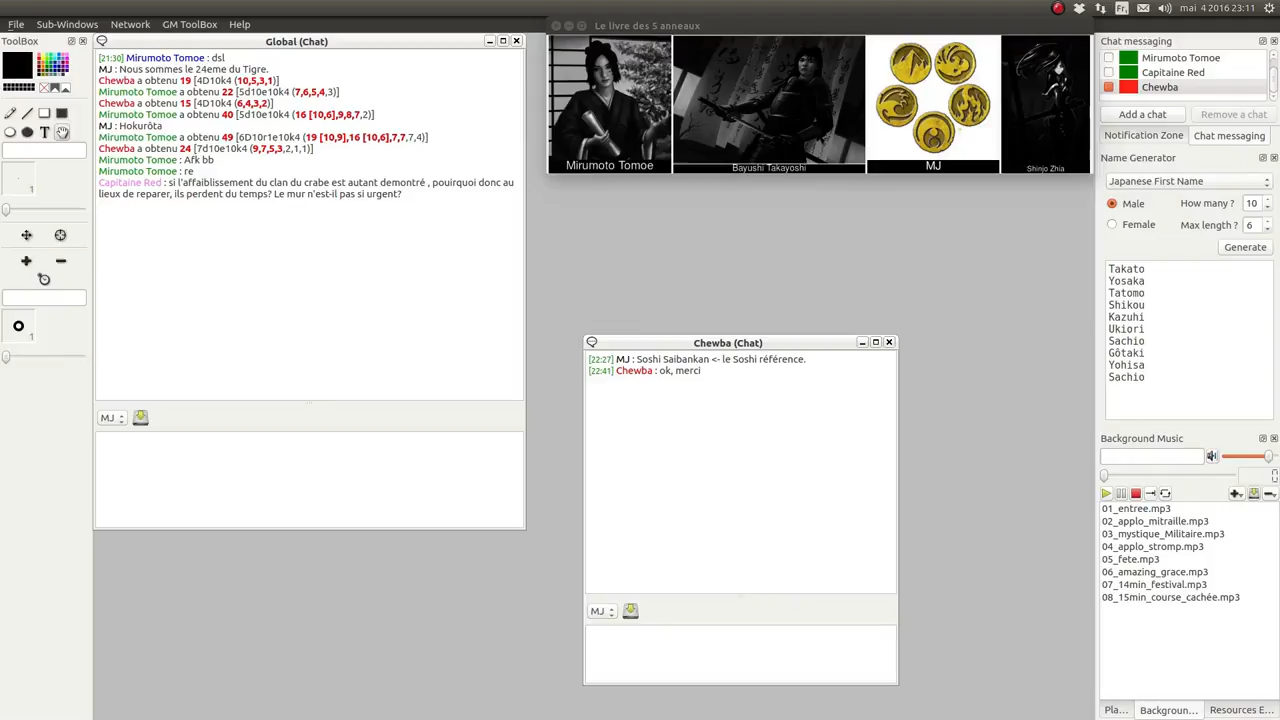 File Sub-Windows Network GM ToolBox Help
Fr mai 4 2016 23:11
ToolBox
1
1
Global (Chat)
[21:30] Mirumoto Tomoe : dsl
MJ : Nous sommes le 24eme du Tigre.
Chewba a obtenu 19 [4D10k4 (10,5,3,1)]
Mirumoto Tomoe a obtenu 22 [5d10e10k4 (7,6,5,4,3)]
Chewba a obtenu 15 [4D10k4 (6,4,3,2)]
Mirumoto Tomoe a obtenu 40 [5d10e10k4 (16 [10,6],9,8,7,2)]
MJ : Hokurôta
Mirumoto Tomoe a obtenu 49 [6D10r1e10k4 (19 [10,9],16 [10,6],7,7,7,4)]
Chewba a obtenu 24 [7d10e10k4 (9,7,5,3,2,1,1)]
Mirumoto Tomoe : Afk bb
Mirumoto Tomoe : re
Capitaine Red : si l'affaiblissement du clan du crabe est autant demontré , pouirquoi donc au
lieux de reparer, ils perdent du temps? Le mur n'est-il pas si urgent?
MJ
Le livre des 5 anneaux
Mirumoto Tomoe
Bayushi Takayoshi
MJ
Shinjo Zhia
Chewba (Chat)
[22:27] MJ : Soshi Saibankan <- le Soshi référence.
[22:41] Chewba : ok, merci
MJ
Chat messaging
Mirumoto Tomoe
Capitaine Red
Chewba
Add a chat Remove a chat
Notification Zone Chat messaging
Name Generator
Japanese First Name
Male How many ? 10
Female Max length ? 6
Generate
Takato
Yosaka
Tatomo
Shikou
Kazuhi
Ukiori
Sachio
Gôtaki
Yohisa
Sachio
Background Music
01_entree.mp3
02_applo_mitraille.mp3
03_mystique_Militaire.mp3
04_applo_stromp.mp3
05_fete.mp3
06_amazing_grace.mp3
07_14min_festival.mp3
08_15min_course_cachée.mp3
Pla... Backgroun... Resources E...